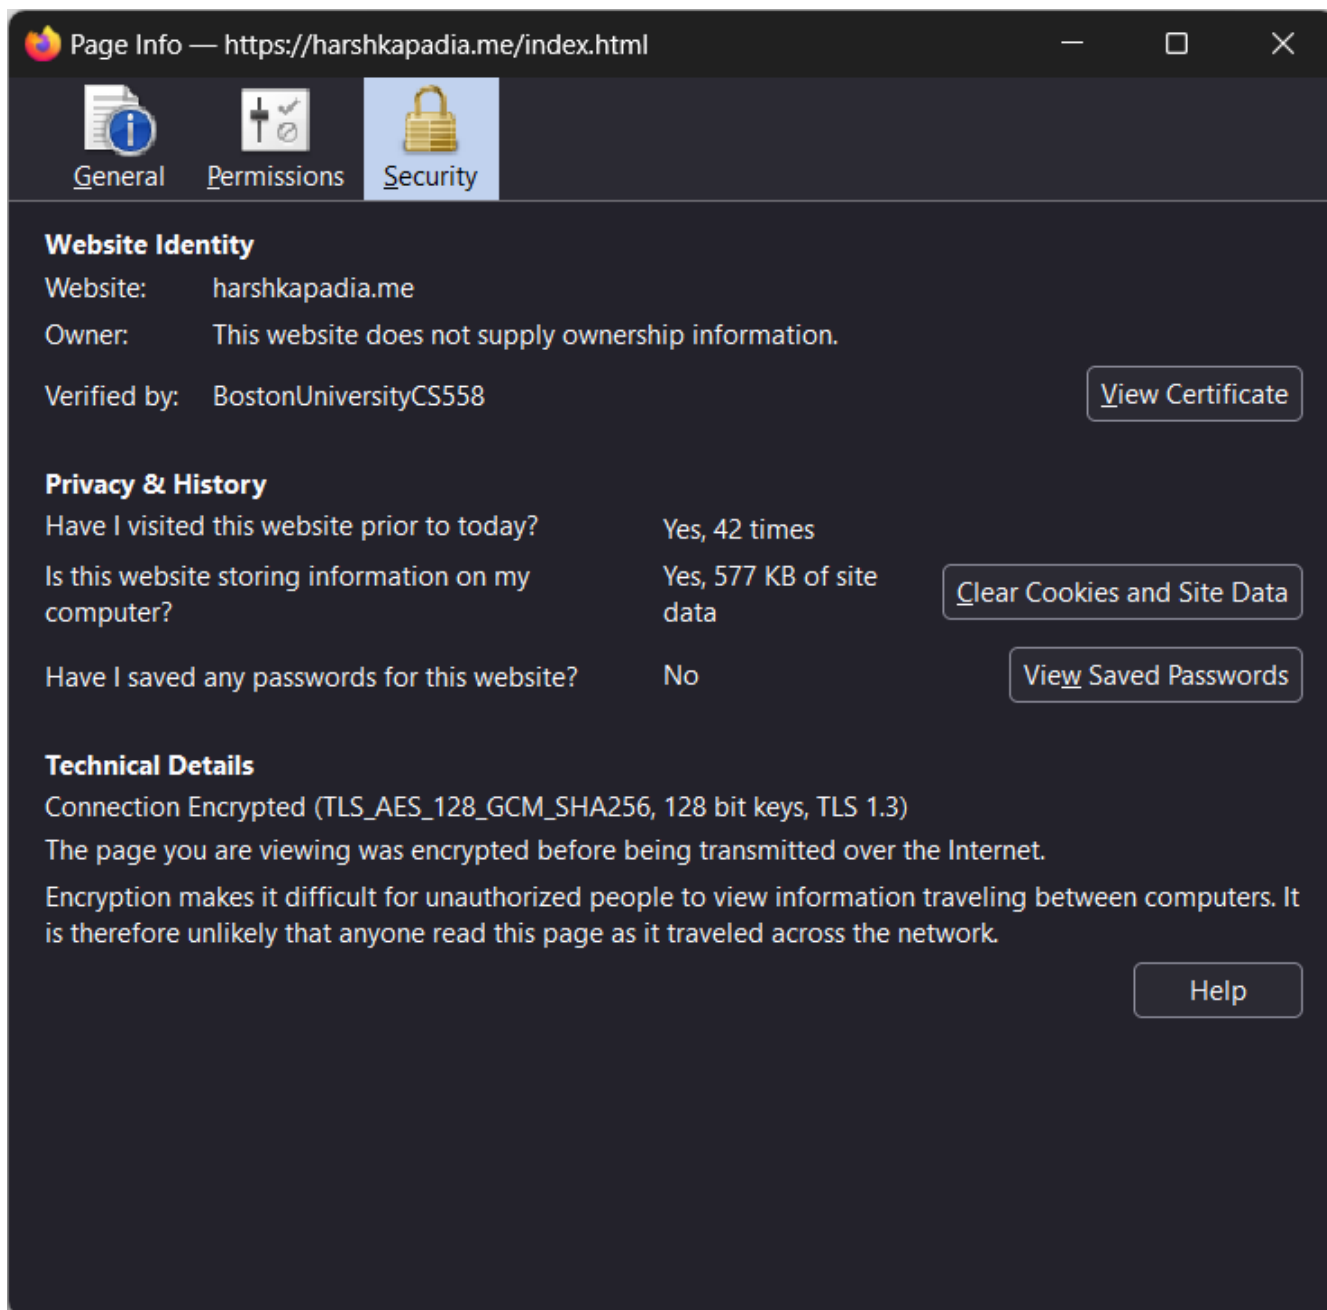 Page Info — https://harshkapadia.me/index.html
General Permissions Security
Website Identity
Website: harshkapadia.me
Owner: This website does not supply ownership information.
Verified by: BostonUniversityCS558 View Certificate
Privacy & History
Have I visited this website prior to today? Yes, 42 times
Is this website storing information on my
computer?
Yes, 577 KB of site
data
Clear Cookies and Site Data
Have I saved any passwords for this website? No View Saved Passwords
Technical Details
Connection Encrypted (TLS_AES_128_GCM_SHA256, 128 bit keys, TLS 1.3)
The page you are viewing was encrypted before being transmitted over the Internet.
Encryption makes it difficult for unauthorized people to view information traveling between computers. It
is therefore unlikely that anyone read this page as it traveled across the network.
Help